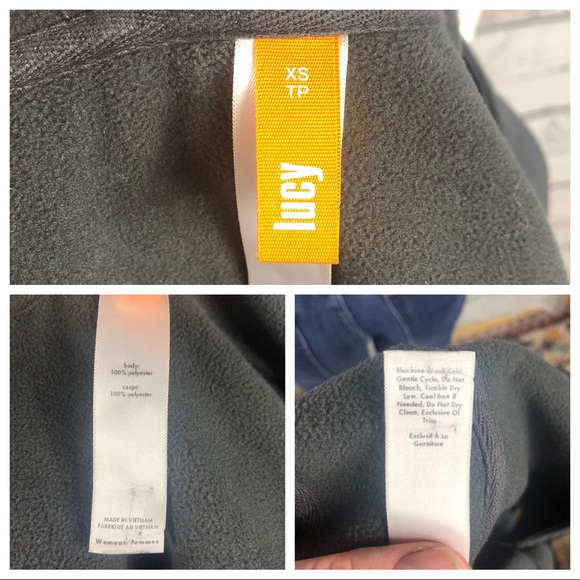 XS
TP
lucy
body:
100% polyester
corps:
100% polyester
MADE IN VIETNAM
FABRIQUÉ AU VIETNAM
Womens/Femmes
Machine Wash Cold,
Gentle Cycle, Do Not
Bleach, Tumble Dry
Low, Cool Iron if
Needed, Do Not Dry
Clean, Exclusive Of
Trim.
Exclusif À La
Garniture